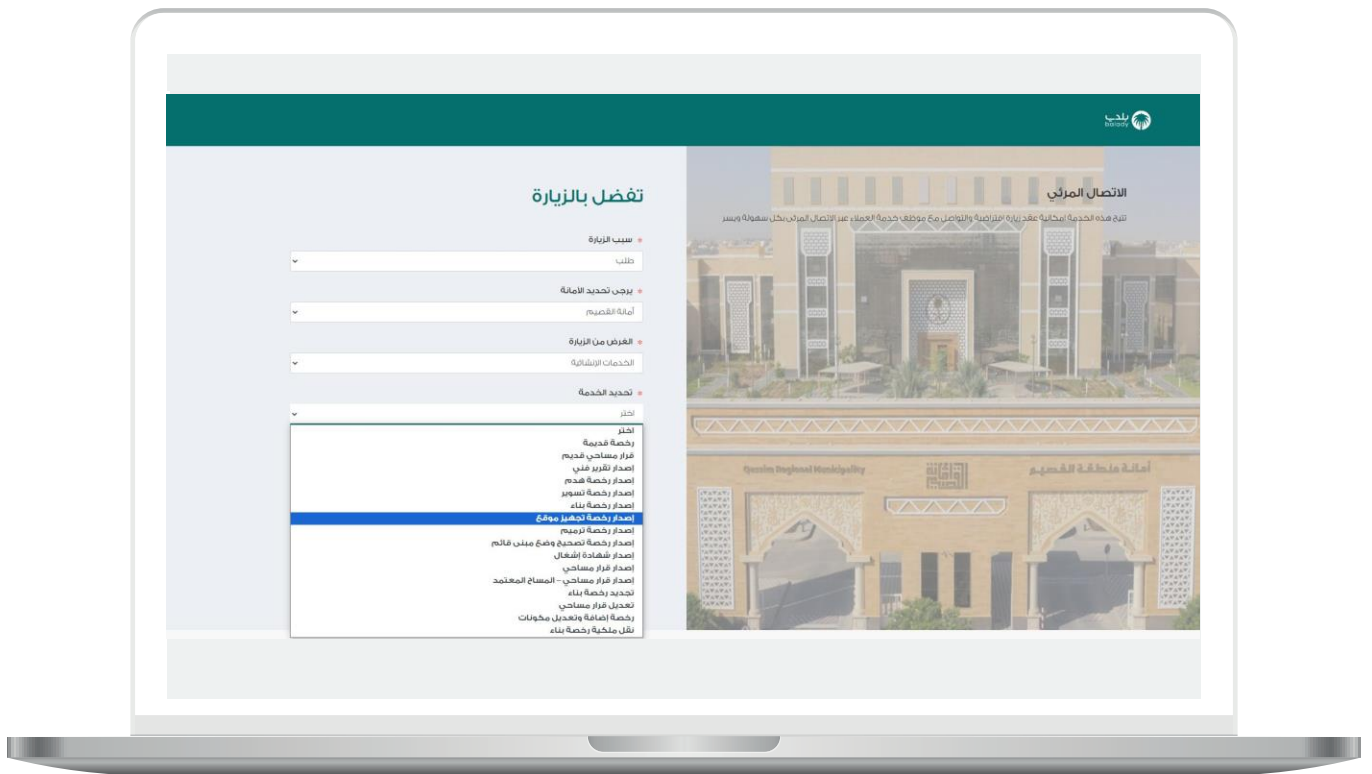 بلدي
balady
الاتصال المرئي
تتيح هذه الخدمة إمكانية عقد زيارة افتراضية والتواصل مع موظف خدمة العملاء عبر الاتصال المرئي بكل سهولة ويسر
تفضل بالزيارة
* سبب الزيارة
طلب
* يرجى تحديد الأمانة
أمانة القصيم
* الغرض من الزيارة
الخدمات الإنشائية
* تحديد الخدمة
اختر
اختر
رخصة قديمة
قرار مساحي قديم
إصدار تقرير فني
إصدار رخصة هدم
إصدار رخصة تسوير
إصدار رخصة بناء
إصدار رخصة تجهيز موقع
إصدار رخصة ترميم
إصدار رخصة تصحيح وضع مبنى قائم
إصدار شهادة إشغال
إصدار قرار مساحي
إصدار قرار مساحي - المساح المعتمد
تجديد رخصة بناء
تعديل قرار مساحي
رخصة إضافة وتعديل مكونات
نقل ملكية رخصة بناء
أمانة منطقة القصيم
Qassim Regional Municipality